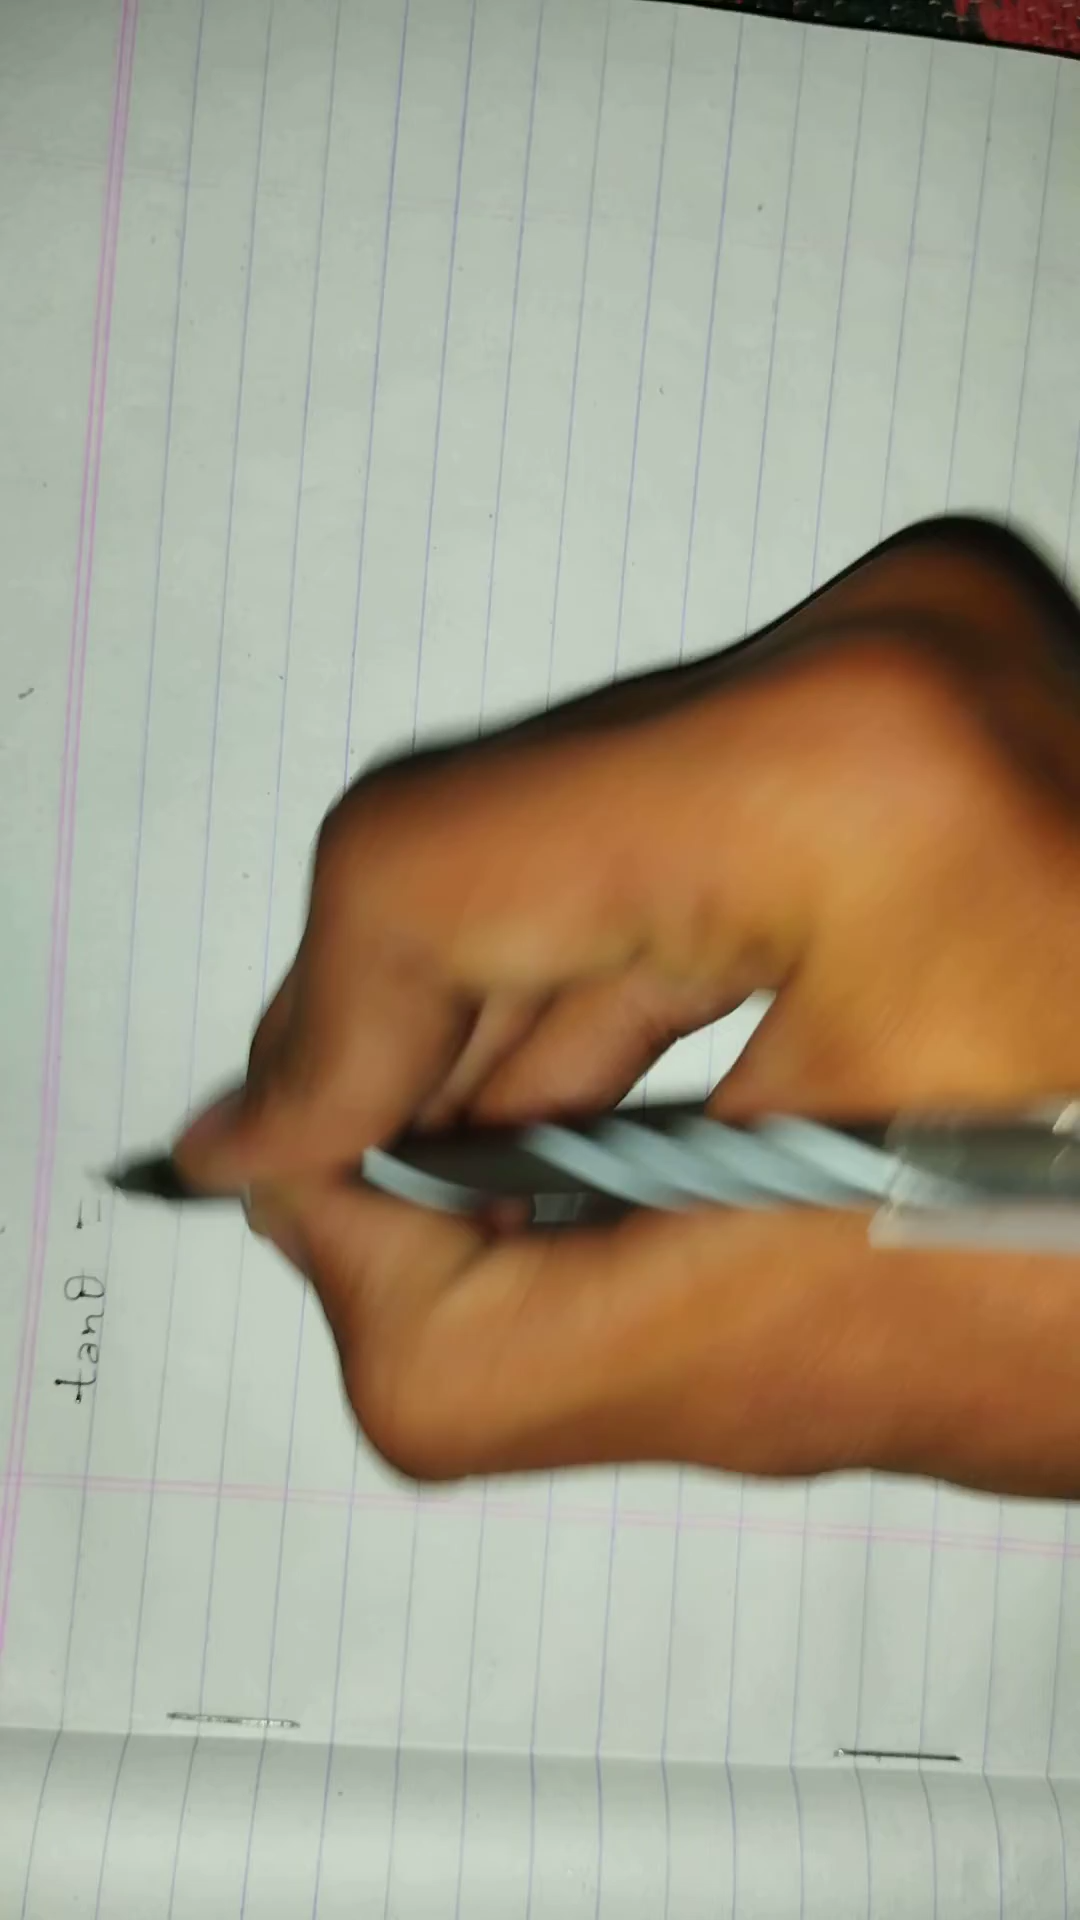 tanθ =